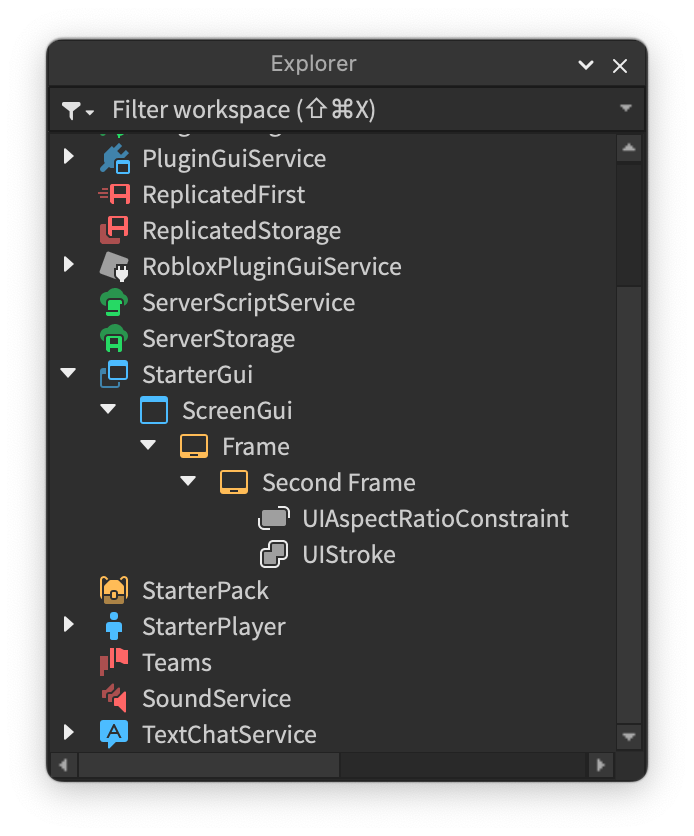 Explorer
Filter workspace (⇧⌘X)
PluginGuiService
ReplicatedFirst
ReplicatedStorage
RobloxPluginGuiService
ServerScriptService
ServerStorage
StarterGui
ScreenGui
Frame
Second Frame
UIAspectRatioConstraint
UIStroke
StarterPack
StarterPlayer
Teams
SoundService
TextChatService